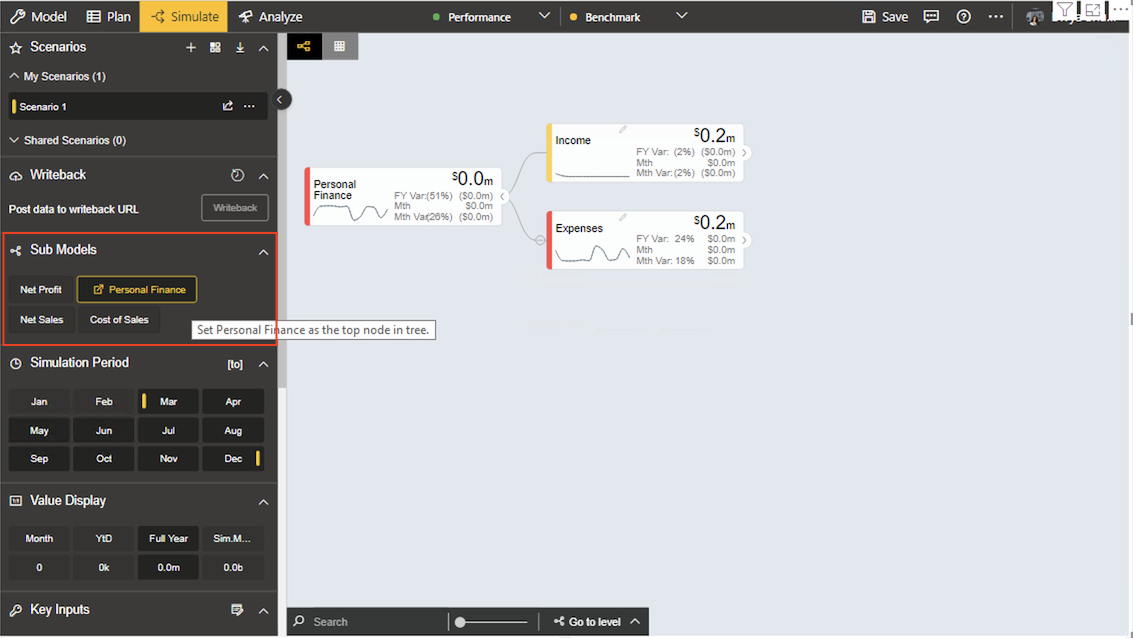 Model Plan Simulate Analyze Performance Benchmark Save
Scenarios
My Scenarios (1)
Scenario 1
Shared Scenarios (0)
Writeback
Post data to writeback URL Writeback
Sub Models
Net Profit Personal Finance
Net Sales Cost of Sales
Set Personal Finance as the top node in tree.
Simulation Period [to]
Jan Feb Mar Apr
May Jun Jul Aug
Sep Oct Nov Dec
Value Display
Month YtD Full Year Sim.M...
0 0k 0.0m 0.0b
Key Inputs
Personal
Finance
$0.0m
FY Var:(51%) ($0.0m)
Mth $0.0m
Mth Var(26%) ($0.0m)
Income
$0.2m
FY Var: (2%) ($0.0m)
Mth $0.0m
Mth Var: (2%) ($0.0m)
Expenses
$0.2m
FY Var: 24% $0.0m
Mth $0.0m
Mth Var: 18% $0.0m
Search Go to level